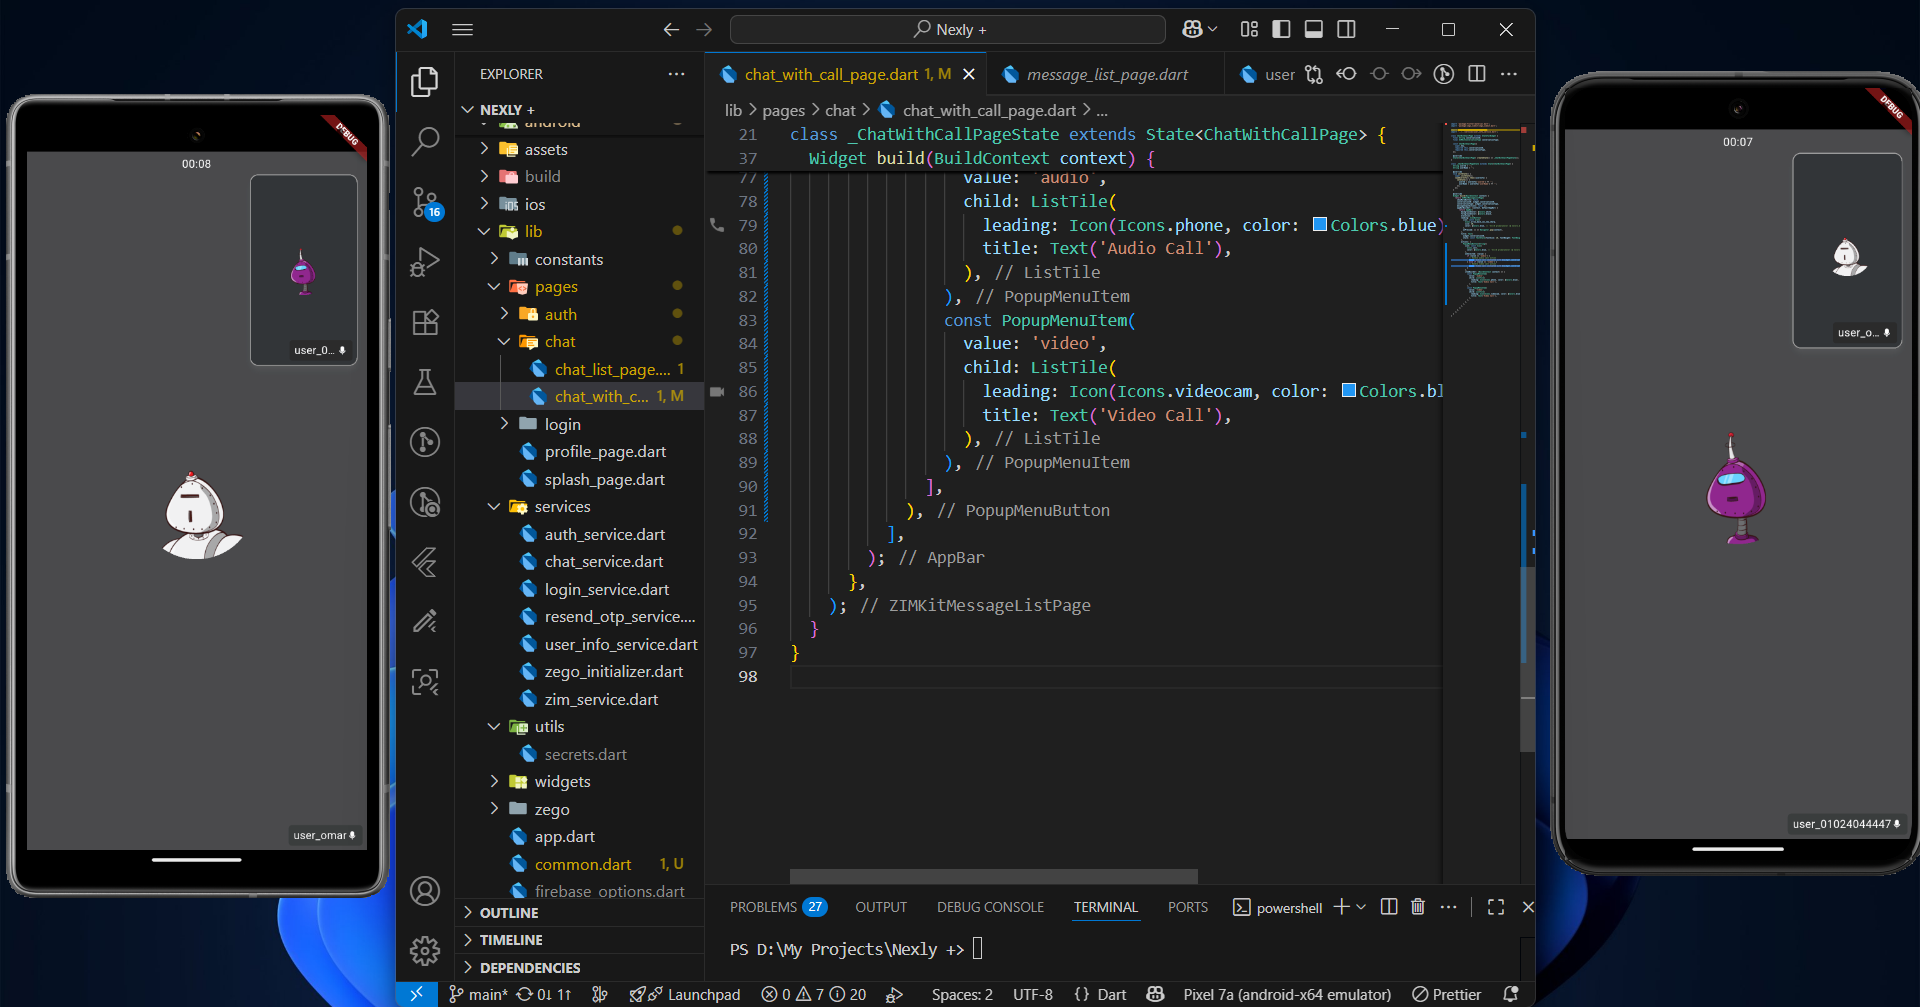 DEBUG
00:08
user_0...
user_omar
Nexly +
EXPLORER
NEXLY +
android
assets
build
ios
lib
constants
pages
auth
chat
chat_list_page.... 1
chat_with_c... 1, M
login
profile_page.dart
splash_page.dart
services
auth_service.dart
chat_service.dart
login_service.dart
resend_otp_service....
user_info_service.dart
zego_initializer.dart
zim_service.dart
utils
secrets.dart
widgets
zego
app.dart
common.dart 1, U
firebase_options.dart
OUTLINE
TIMELINE
DEPENDENCIES
16
chat_with_call_page.dart 1, M
message_list_page.dart
user
lib > pages > chat > chat_with_call_page.dart > ...
21 class _ChatWithCallPageState extends State<ChatWithCallPage> {
37 Widget build(BuildContext context) {
77 value: 'audio',
78 child: ListTile(
79 leading: Icon(Icons.phone, color: Colors.blue)
80 title: Text('Audio Call'),
81 ), // ListTile
82 ), // PopupMenuItem
83 const PopupMenuItem(
84 value: 'video',
85 child: ListTile(
86 leading: Icon(Icons.videocam, color: Colors.bl
87 title: Text('Video Call'),
88 ), // ListTile
89 ), // PopupMenuItem
90 ],
91 ), // PopupMenuButton
92 ],
93 ); // AppBar
94 },
95 ); // ZIMKitMessageListPage
96 }
97 }
98
PROBLEMS 27 OUTPUT DEBUG CONSOLE TERMINAL PORTS powershell
PS D:\My Projects\Nexly +>
main* 0↓ 1↑ Launchpad 0 7 20 Spaces: 2 UTF-8 {} Dart Pixel 7a (android-x64 emulator) Prettier
DEBUG
00:07
user_o...
user_01024044447